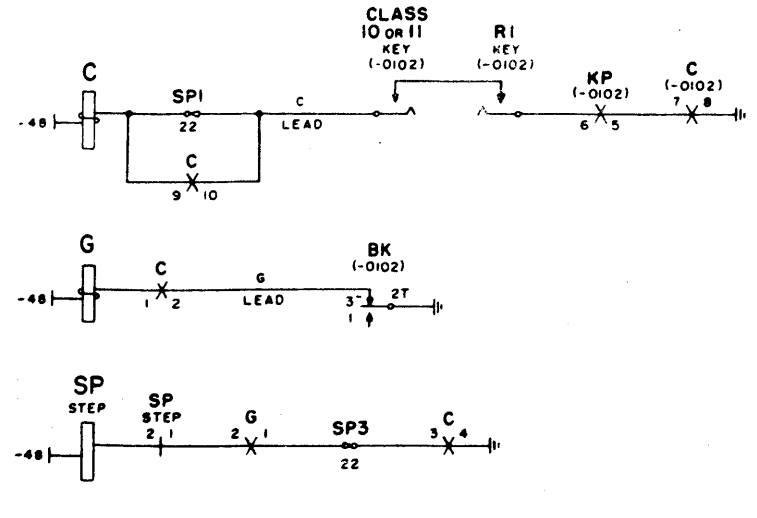 CLASS
10 OR 11
KEY
(-0102)
R1
KEY
(-0102)
KP
(-0102)
C
(-0102)
C
SP1
C
7 8
-48
22
LEAD
6 5
C
9 10
G
BK
(-0102)
C
G
-48
1 2
LEAD
3
2T
1
SP
STEP
SP
STEP
2 1
G
2 1
SP3
C
3 4
-48
22